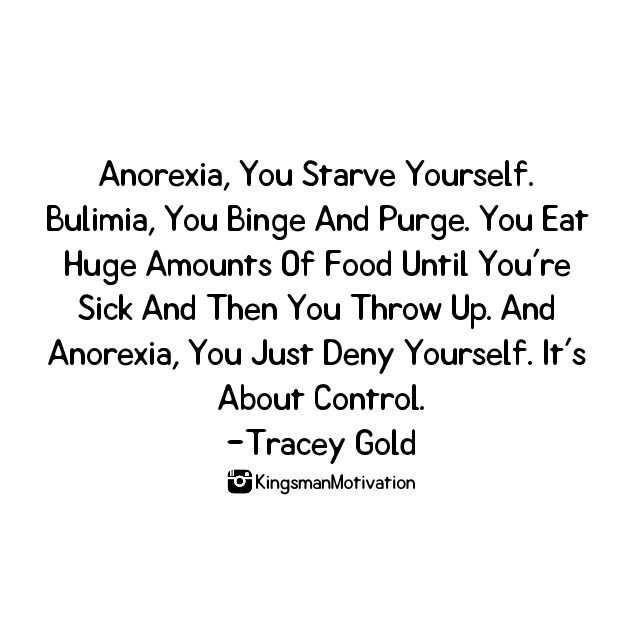 Anorexia, You Starve Yourself.
Bulimia, You Binge And Purge. You Eat
Huge Amounts Of Food Until You're
Sick And Then You Throw Up. And
Anorexia, You Just Deny Yourself. It's
About Control.
-Tracey Gold
KingsmanMotivation